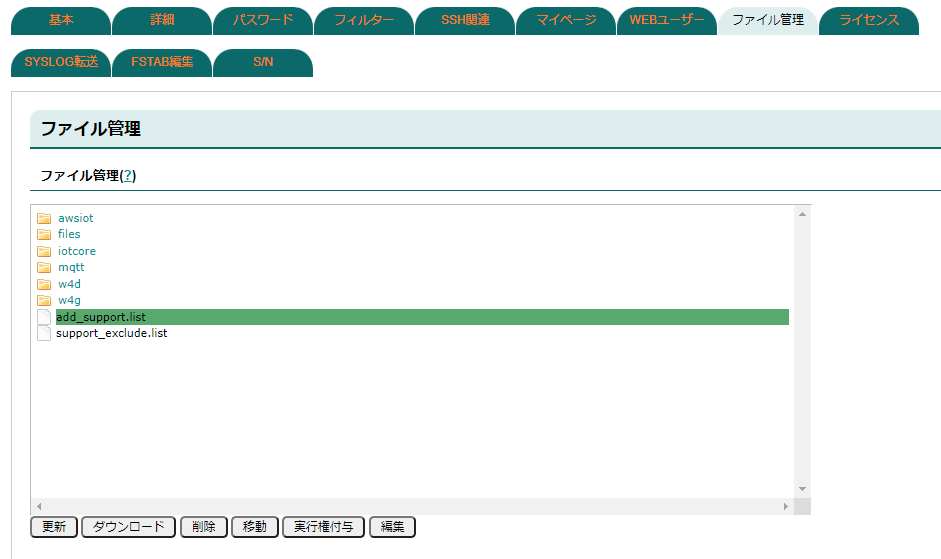 基本 詳細 パスワード フィルター SSH関連 マイページ WEBユーザー ファイル管理 ライセンス
SYSLOG転送 FSTAB編集 S/N
ファイル管理
ファイル管理(?)
awsiot
files
iotcore
mqtt
w4d
w4g
add_support.list
support_exclude.list
更新 ダウンロード 削除 移動 実行権付与 編集